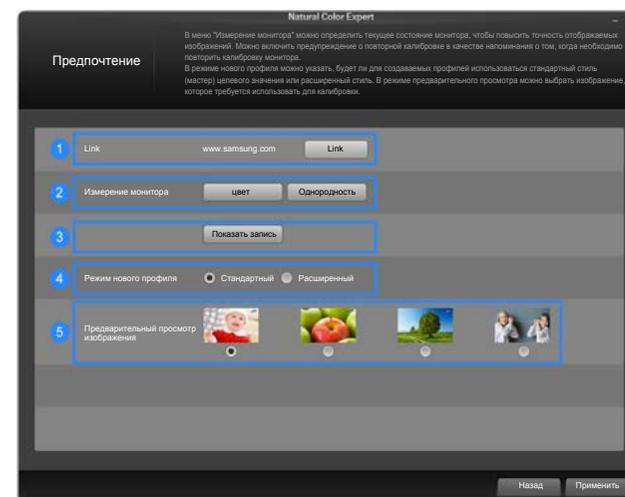 Natural Color Expert
Предпочтение
В меню "Измерение монитора" можно определить текущее состояние монитора, чтобы повысить точность отображаемых
изображений. Можно включить предупреждение о повторной калибровке в качестве напоминания о том, когда необходимо
повторить калибровку монитора.
В режиме нового профиля можно указать, будет ли для создаваемых профилей использоваться стандартный стиль
(мастер) целевого значения или расширенный стиль. В режиме предварительного просмотра можно выбрать изображение,
которое требуется использовать для калибровки.
1 Link www.samsung.com Link
2 Измерение монитора цвет Однородность
3 Показать запись
4 Режим нового профиля Стандартный Расширенный
5 Предварительный просмотр
изображения
Назад Применить